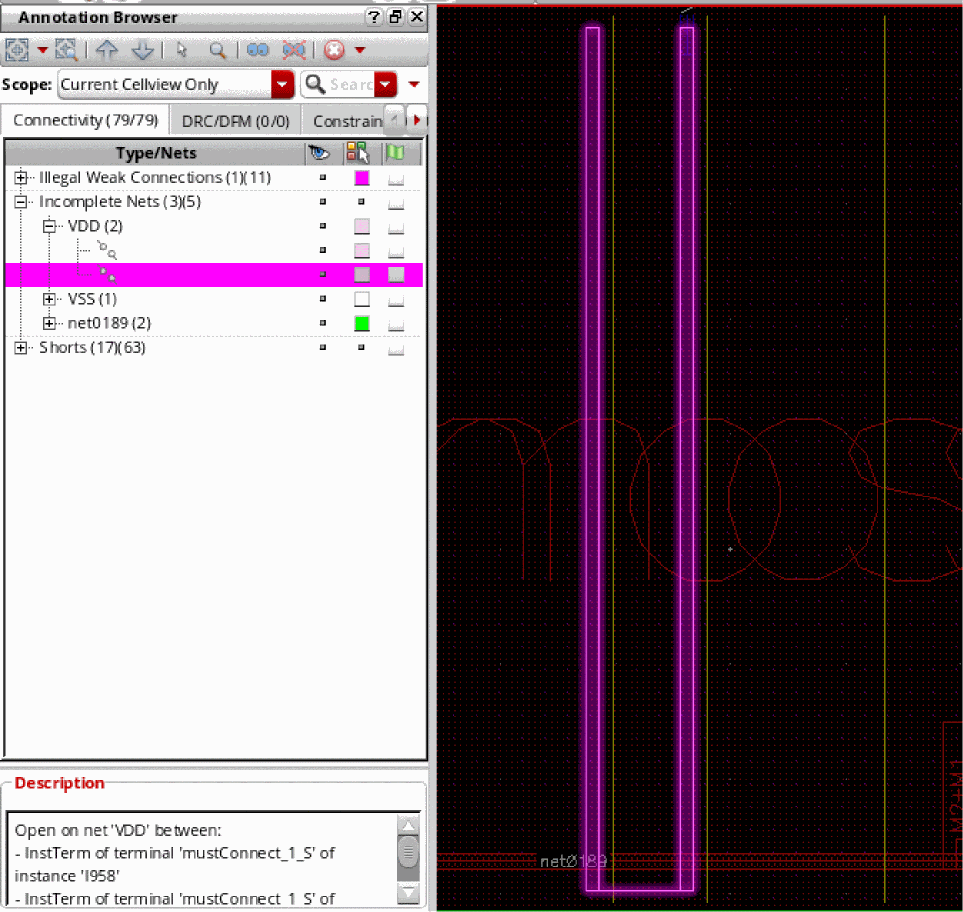 Annotation Browser
Scope: Current Cellview Only
Searc
Connectivity (79/79) DRC/DFM (0/0) Constrain
Type/Nets
Illegal Weak Connections (1)(11)
Incomplete Nets (3)(5)
VDD (2)
VSS (1)
net0189 (2)
Shorts (17)(63)
Description
Open on net 'VDD' between:
- InstTerm of terminal 'mustConnect_1_S' of
instance 'I958'
- InstTerm of terminal 'mustConnect_1_S' of
nmos
M2+M1
net0189